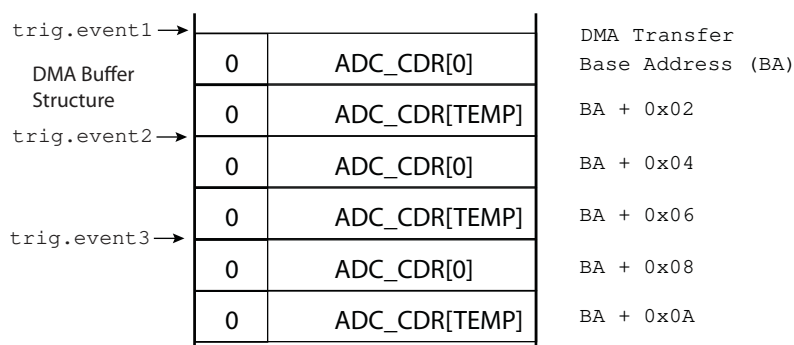 trig.event1
DMA Transfer
0 ADC_CDR[0] Base Address (BA)
DMA Buffer
Structure
0 ADC_CDR[TEMP] BA + 0x02
trig.event2
0 ADC_CDR[0] BA + 0x04
0 ADC_CDR[TEMP] BA + 0x06
trig.event3
0 ADC_CDR[0] BA + 0x08
0 ADC_CDR[TEMP] BA + 0x0A